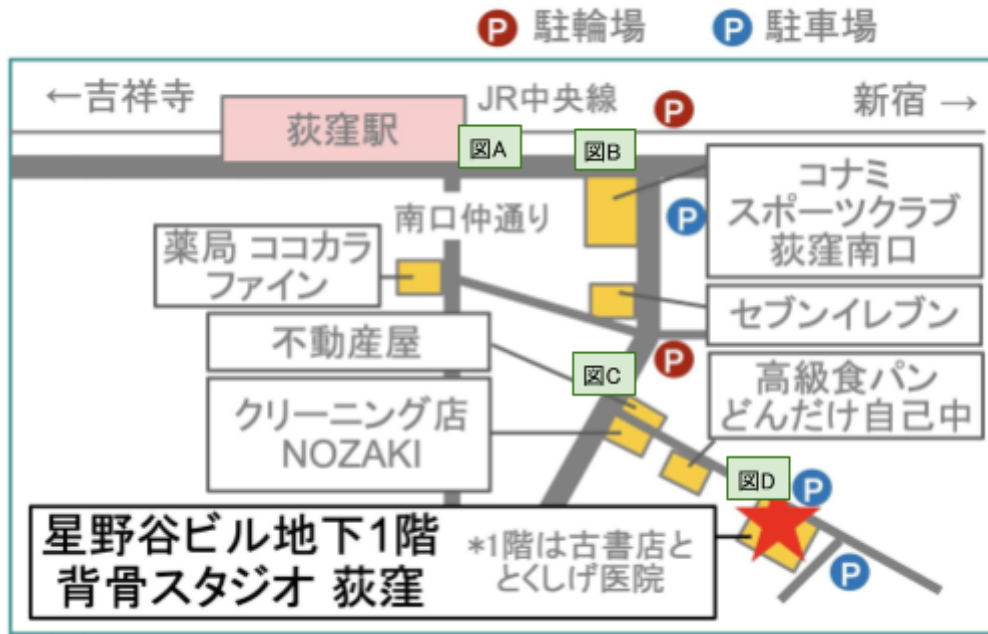 P 駐輪場 P 駐車場
←吉祥寺
JR中央線
P
新宿→
荻窪駅
図A
図B
コナミ
スポーツクラブ
荻窪南口
P
南口仲通り
薬局 ココカラ
ファイン
セブンイレブン
不動産屋
P
図C
高級食パン
どんだけ自己中
クリーニング店
NOZAKI
図D
P
星野谷ビル地下1階
背骨スタジオ 荻窪
*1階は古書店と
とくしげ医院
P